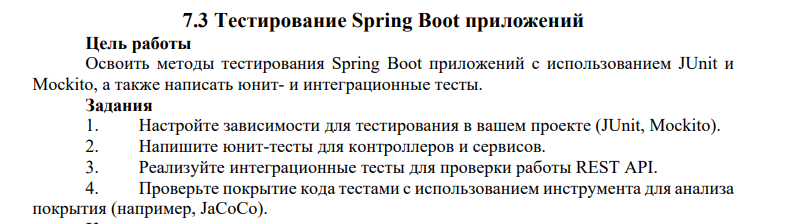 7.3 Тестирование Spring Boot приложений
Цель работы
Освоить методы тестирования Spring Boot приложений с использованием JUnit и
Mockito, а также написать юнит- и интеграционные тесты.
Задания
1. Настройте зависимости для тестирования в вашем проекте (JUnit, Mockito).
2. Напишите юнит-тесты для контроллеров и сервисов.
3. Реализуйте интеграционные тесты для проверки работы REST API.
4. Проверьте покрытие кода тестами с использованием инструмента для анализа
покрытия (например, JaCoCo).